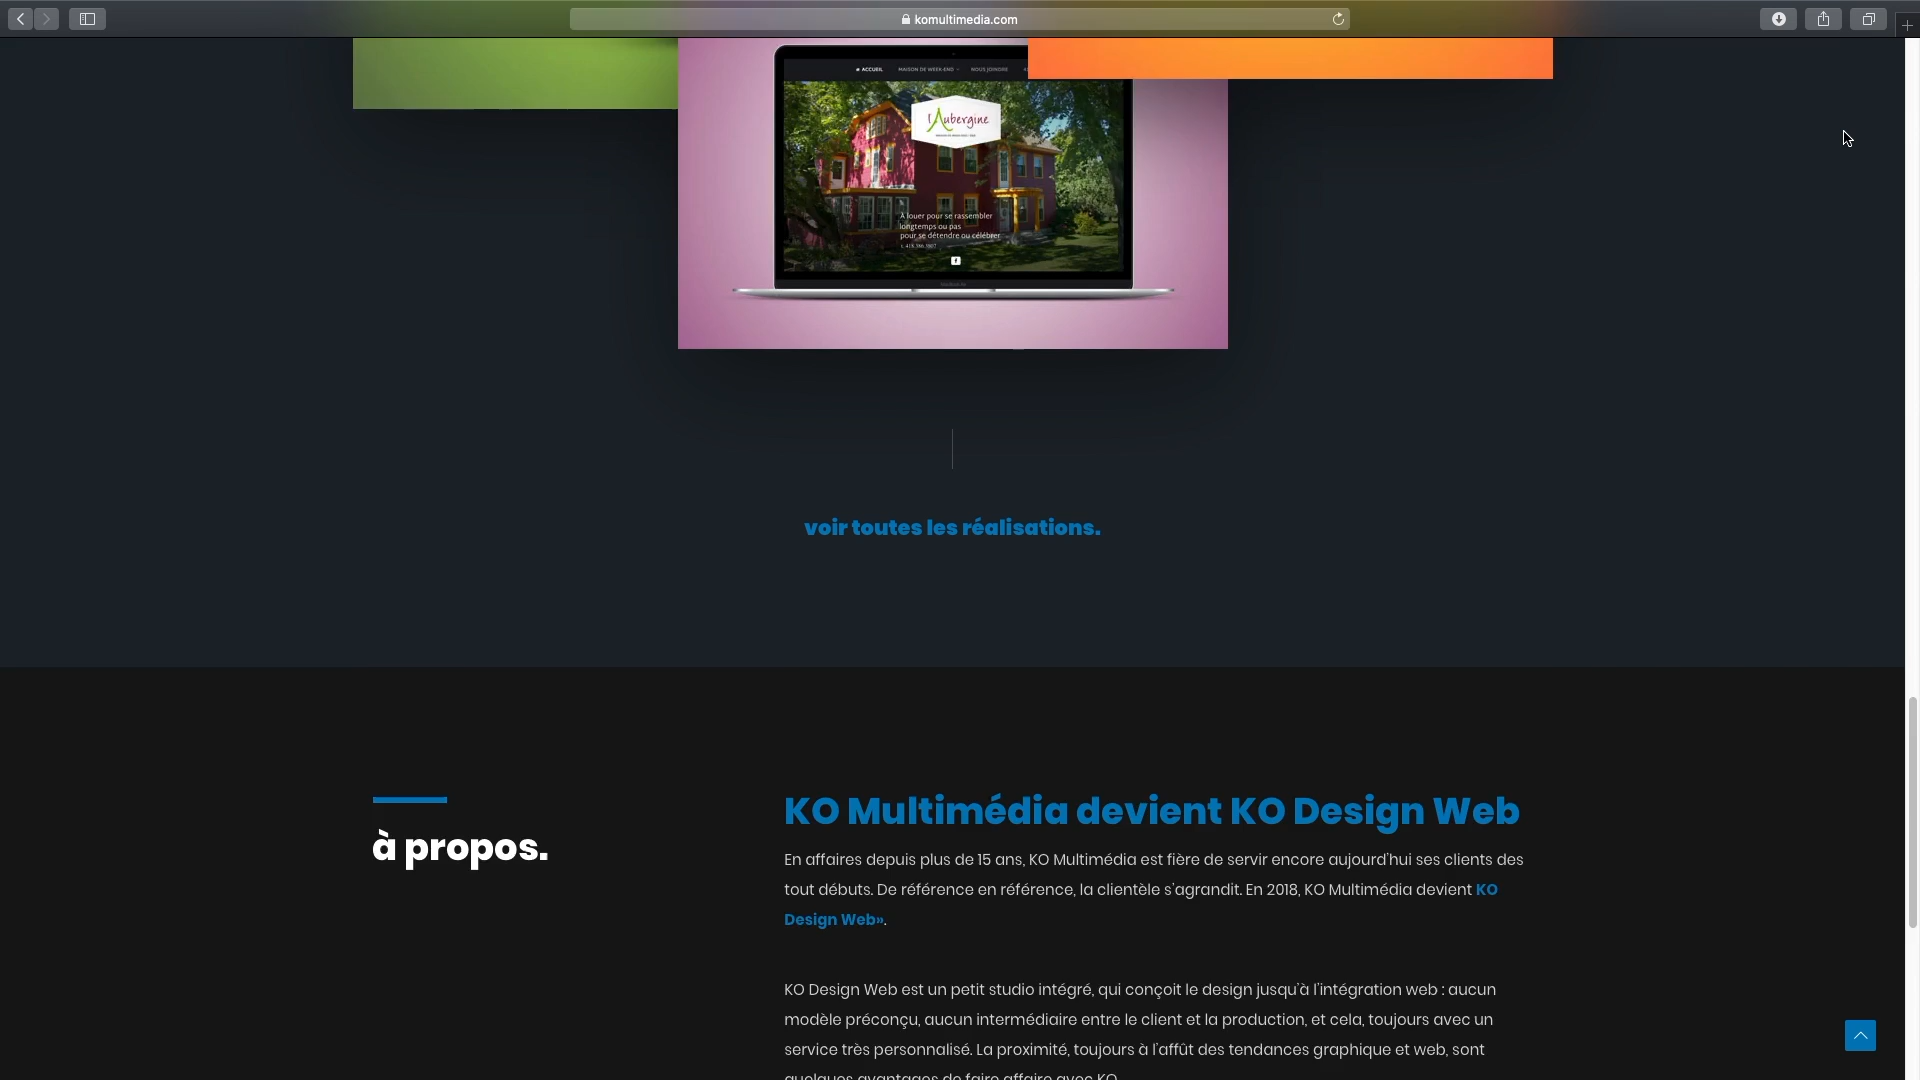 komultimedia.com
ACCUEIL MAISON DE WEEK-END NOUS JOINDRE
l'Aubergine
À louer pour se rassembler
longtemps ou pas
pour se détendre ou célébrer
voir toutes les réalisations.
à propos.
KO Multimédia devient KO Design Web
En affaires depuis plus de 15 ans, KO Multimédia est fière de servir encore aujourd'hui ses clients des
tout débuts. De référence en référence, la clientèle s'agrandit. En 2018, KO Multimédia devient KO
Design Web».
KO Design Web est un petit studio intégré, qui conçoit le design jusqu'à l'intégration web : aucun
modèle préconçu, aucun intermédiaire entre le client et la production, et cela, toujours avec un
service très personnalisé. La proximité, toujours à l'affût des tendances graphique et web, sont
quelques avantages de faire affaire avec KO